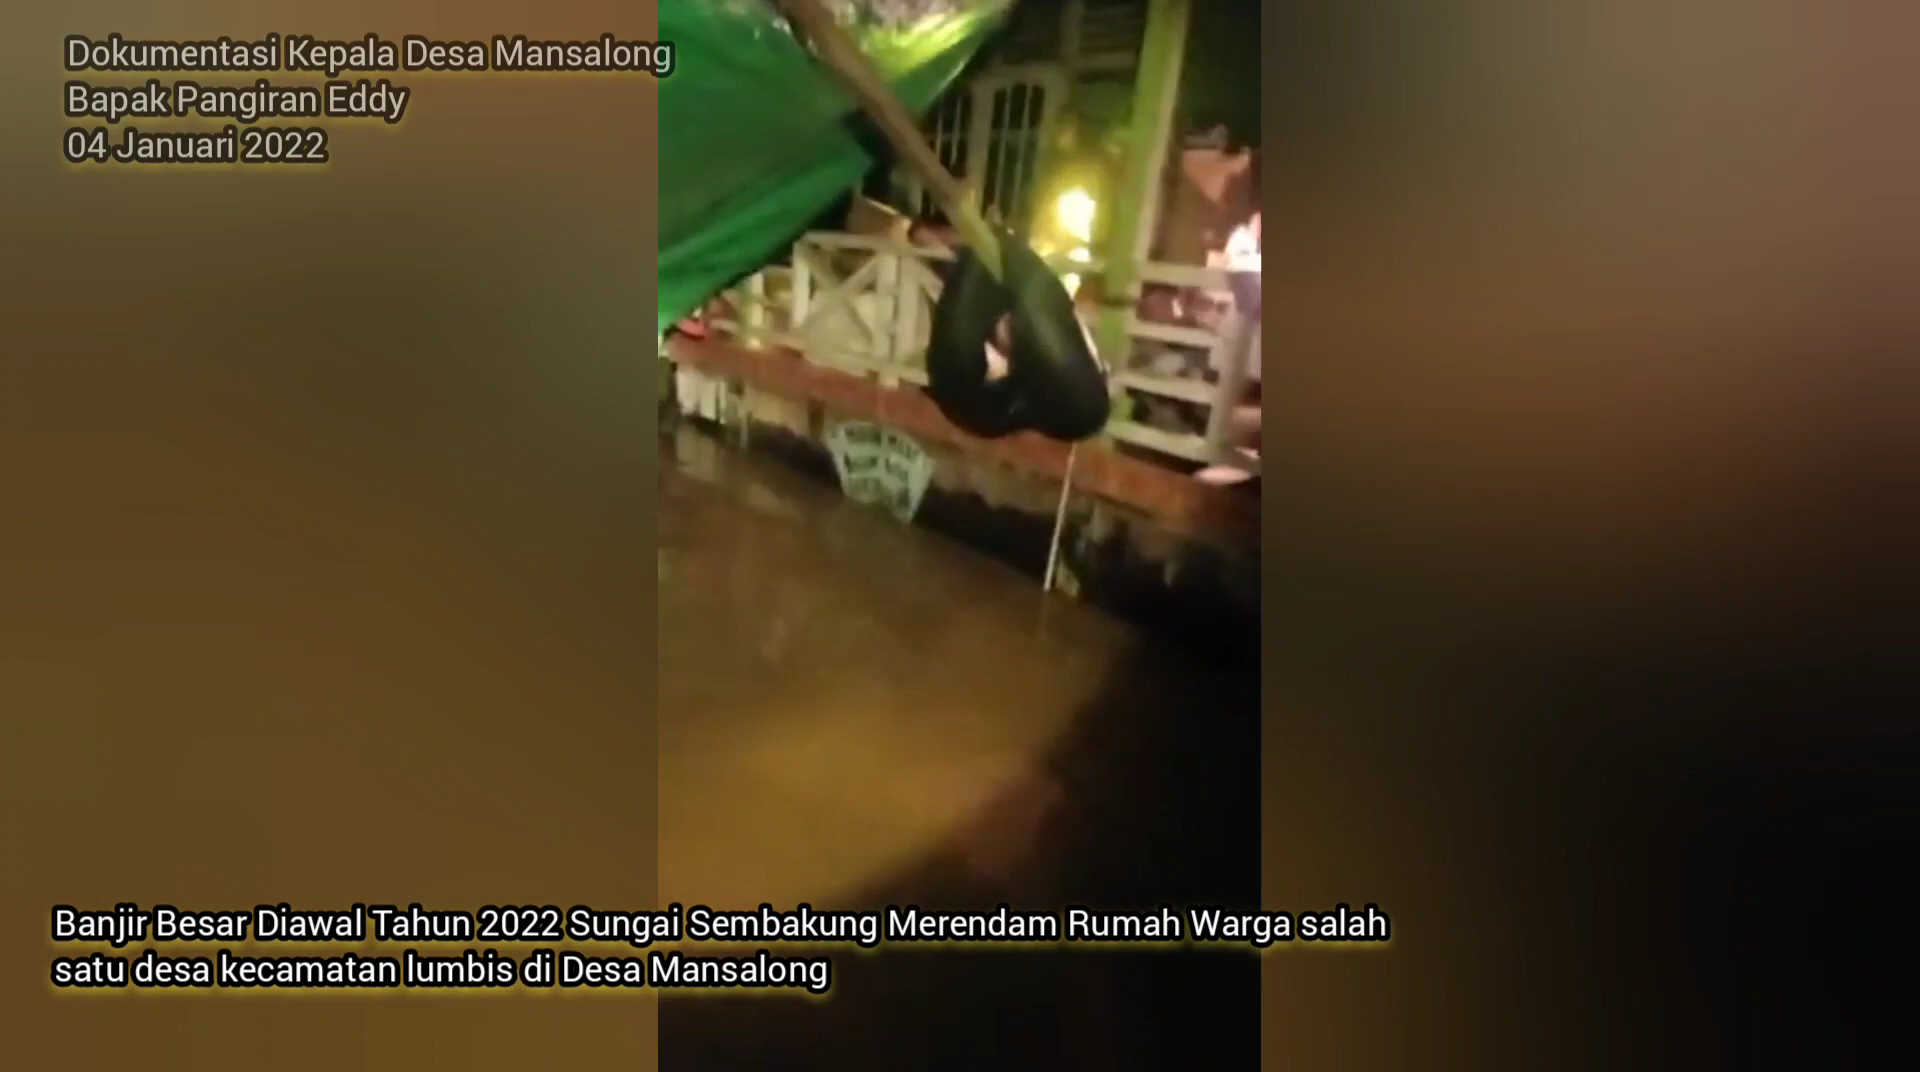 Dokumentasi Kepala Desa Mansalong
Bapak Pangiran Eddy
04 Januari 2022
Banjir Besar Diawal Tahun 2022 Sungai Sembakung Merendam Rumah Warga salah
satu desa kecamatan lumbis di Desa Mansalong